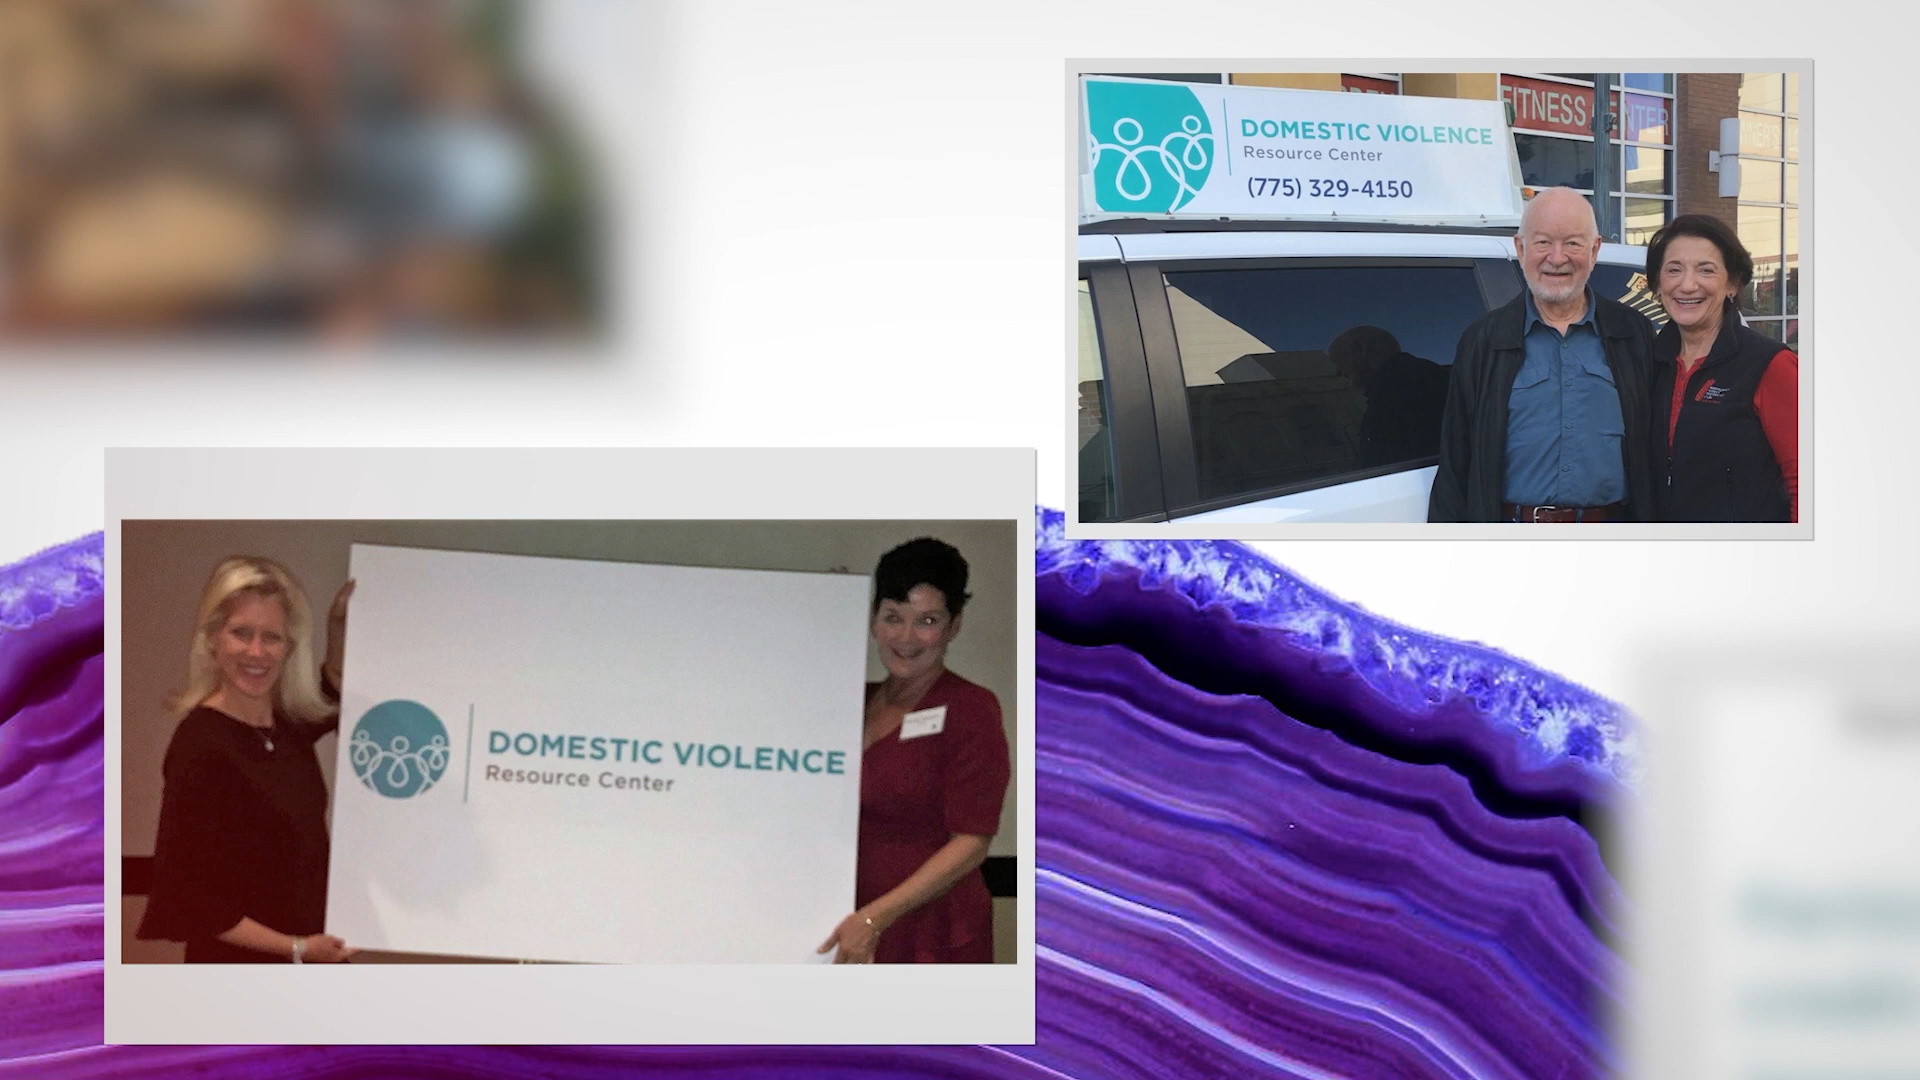 DOMESTIC VIOLENCE
Resource Center
(775) 329-4150
FITNESS CENTER
DOMESTIC VIOLENCE
Resource Center